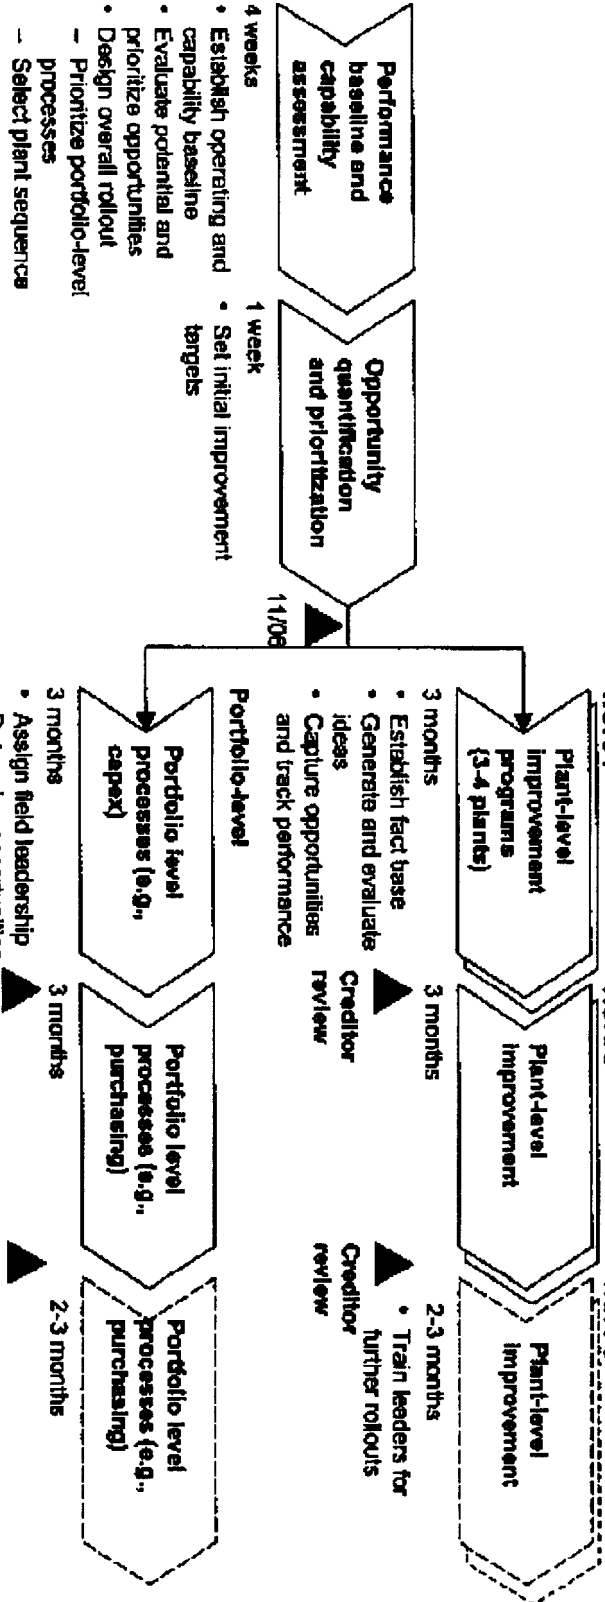 Performance
baseline and
capability
assessment
4 weeks
• Establish operating and
capability baseline
• Evaluate potential and
prioritize opportunities
• Design overall rollout
– Prioritize portfolio-level
processes
– Select plant sequence
Opportunity
quantification
and prioritization
1 week
• Set initial improvement
targets
11/06
Plant-level
improvement
programs
(3-4 plants)
3 months
• Establish fact base
• Generate and evaluate
ideas
• Capture opportunities
and track performance
Creditor
review
Plant-level
improvement
3 months
Creditor
review
Plant-level
improvement
2-3 months
• Train leaders for
further rollouts
Portfolio-level
Portfolio level
processes (e.g.,
capex)
3 months
• Assign field leadership
Portfolio level
processes (e.g.,
purchasing)
3 months
Portfolio level
processes (e.g.,
purchasing)
2-3 months